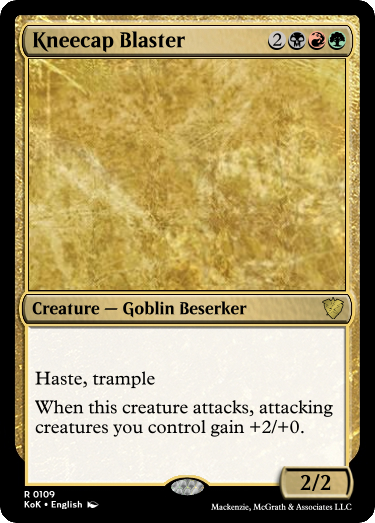 Kneecap Blaster 2
Creature — Goblin Beserker
Haste, trample
When this creature attacks, attacking
creatures you control gain +2/+0.
2/2
R 0109
KoK • English
Mackenzie, McGrath & Associates LLC